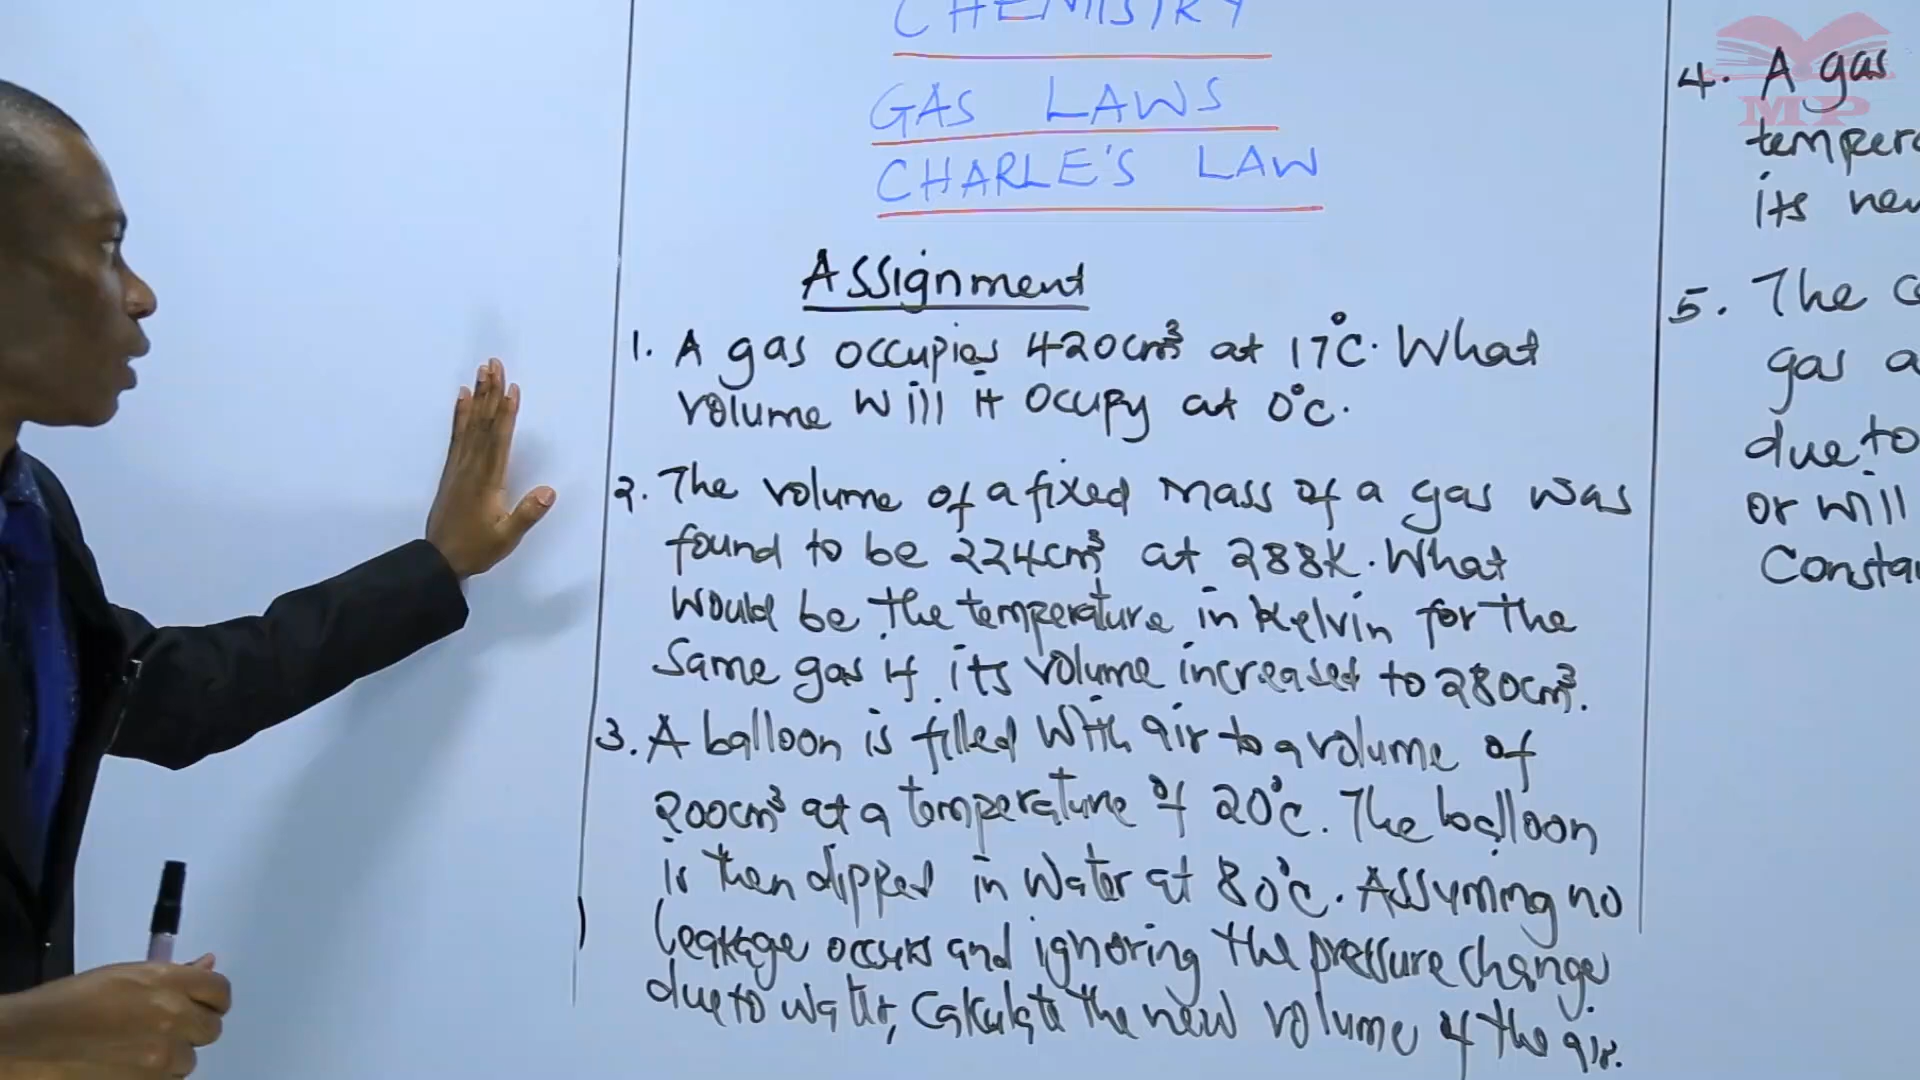 CHEMISTRY
GAS LAWS
CHARLE'S LAW
Assignment
1. A gas occupies 420cm³ at 17°C. What
volume will it occupy at 0°C.
2. The volume of a fixed mass of a gas was
found to be 224cm³ at 288K. What
would be the temperature in Kelvin for the
same gas if its volume increased to 280cm³.
3. A balloon is filled with air to a volume of
200cm³ at a temperature of 20°C. The balloon
is then dipped in water at 80°C. Assuming no
leakage occurs and ignoring the pressure change
due to water, calculate the new volume of the air.
4. A gas
temper
its new
5. The
gas a
due to
or will
Consta
MP